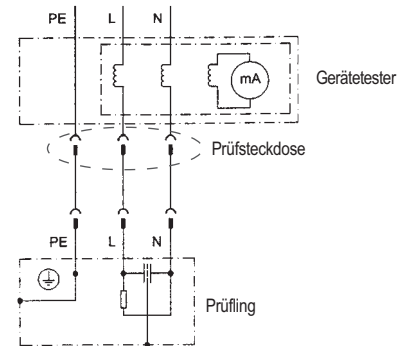 PE L N
mA
Gerätetester
Prüfsteckdose
PE L N
Prüfling